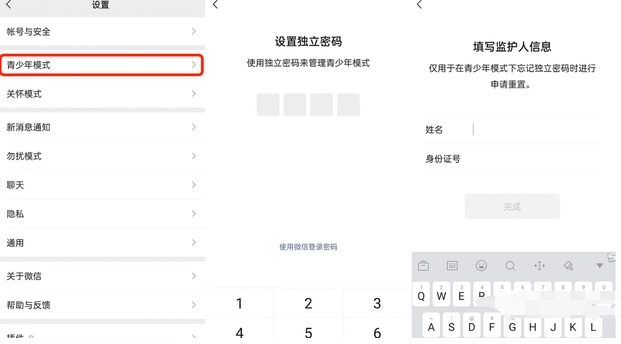 设置
帐号与安全
青少年模式
关怀模式
新消息通知
勿扰模式
聊天
隐私
通用
关于微信
帮助与反馈
插件
设置独立密码
使用独立密码来管理青少年模式
使用微信登录密码
1 2 3
4 5 6
填写监护人信息
仅用于在青少年模式下忘记独立密码时进行
申请重置。
姓名
身份证号
完成
Q W E R
A S D F G H J K L